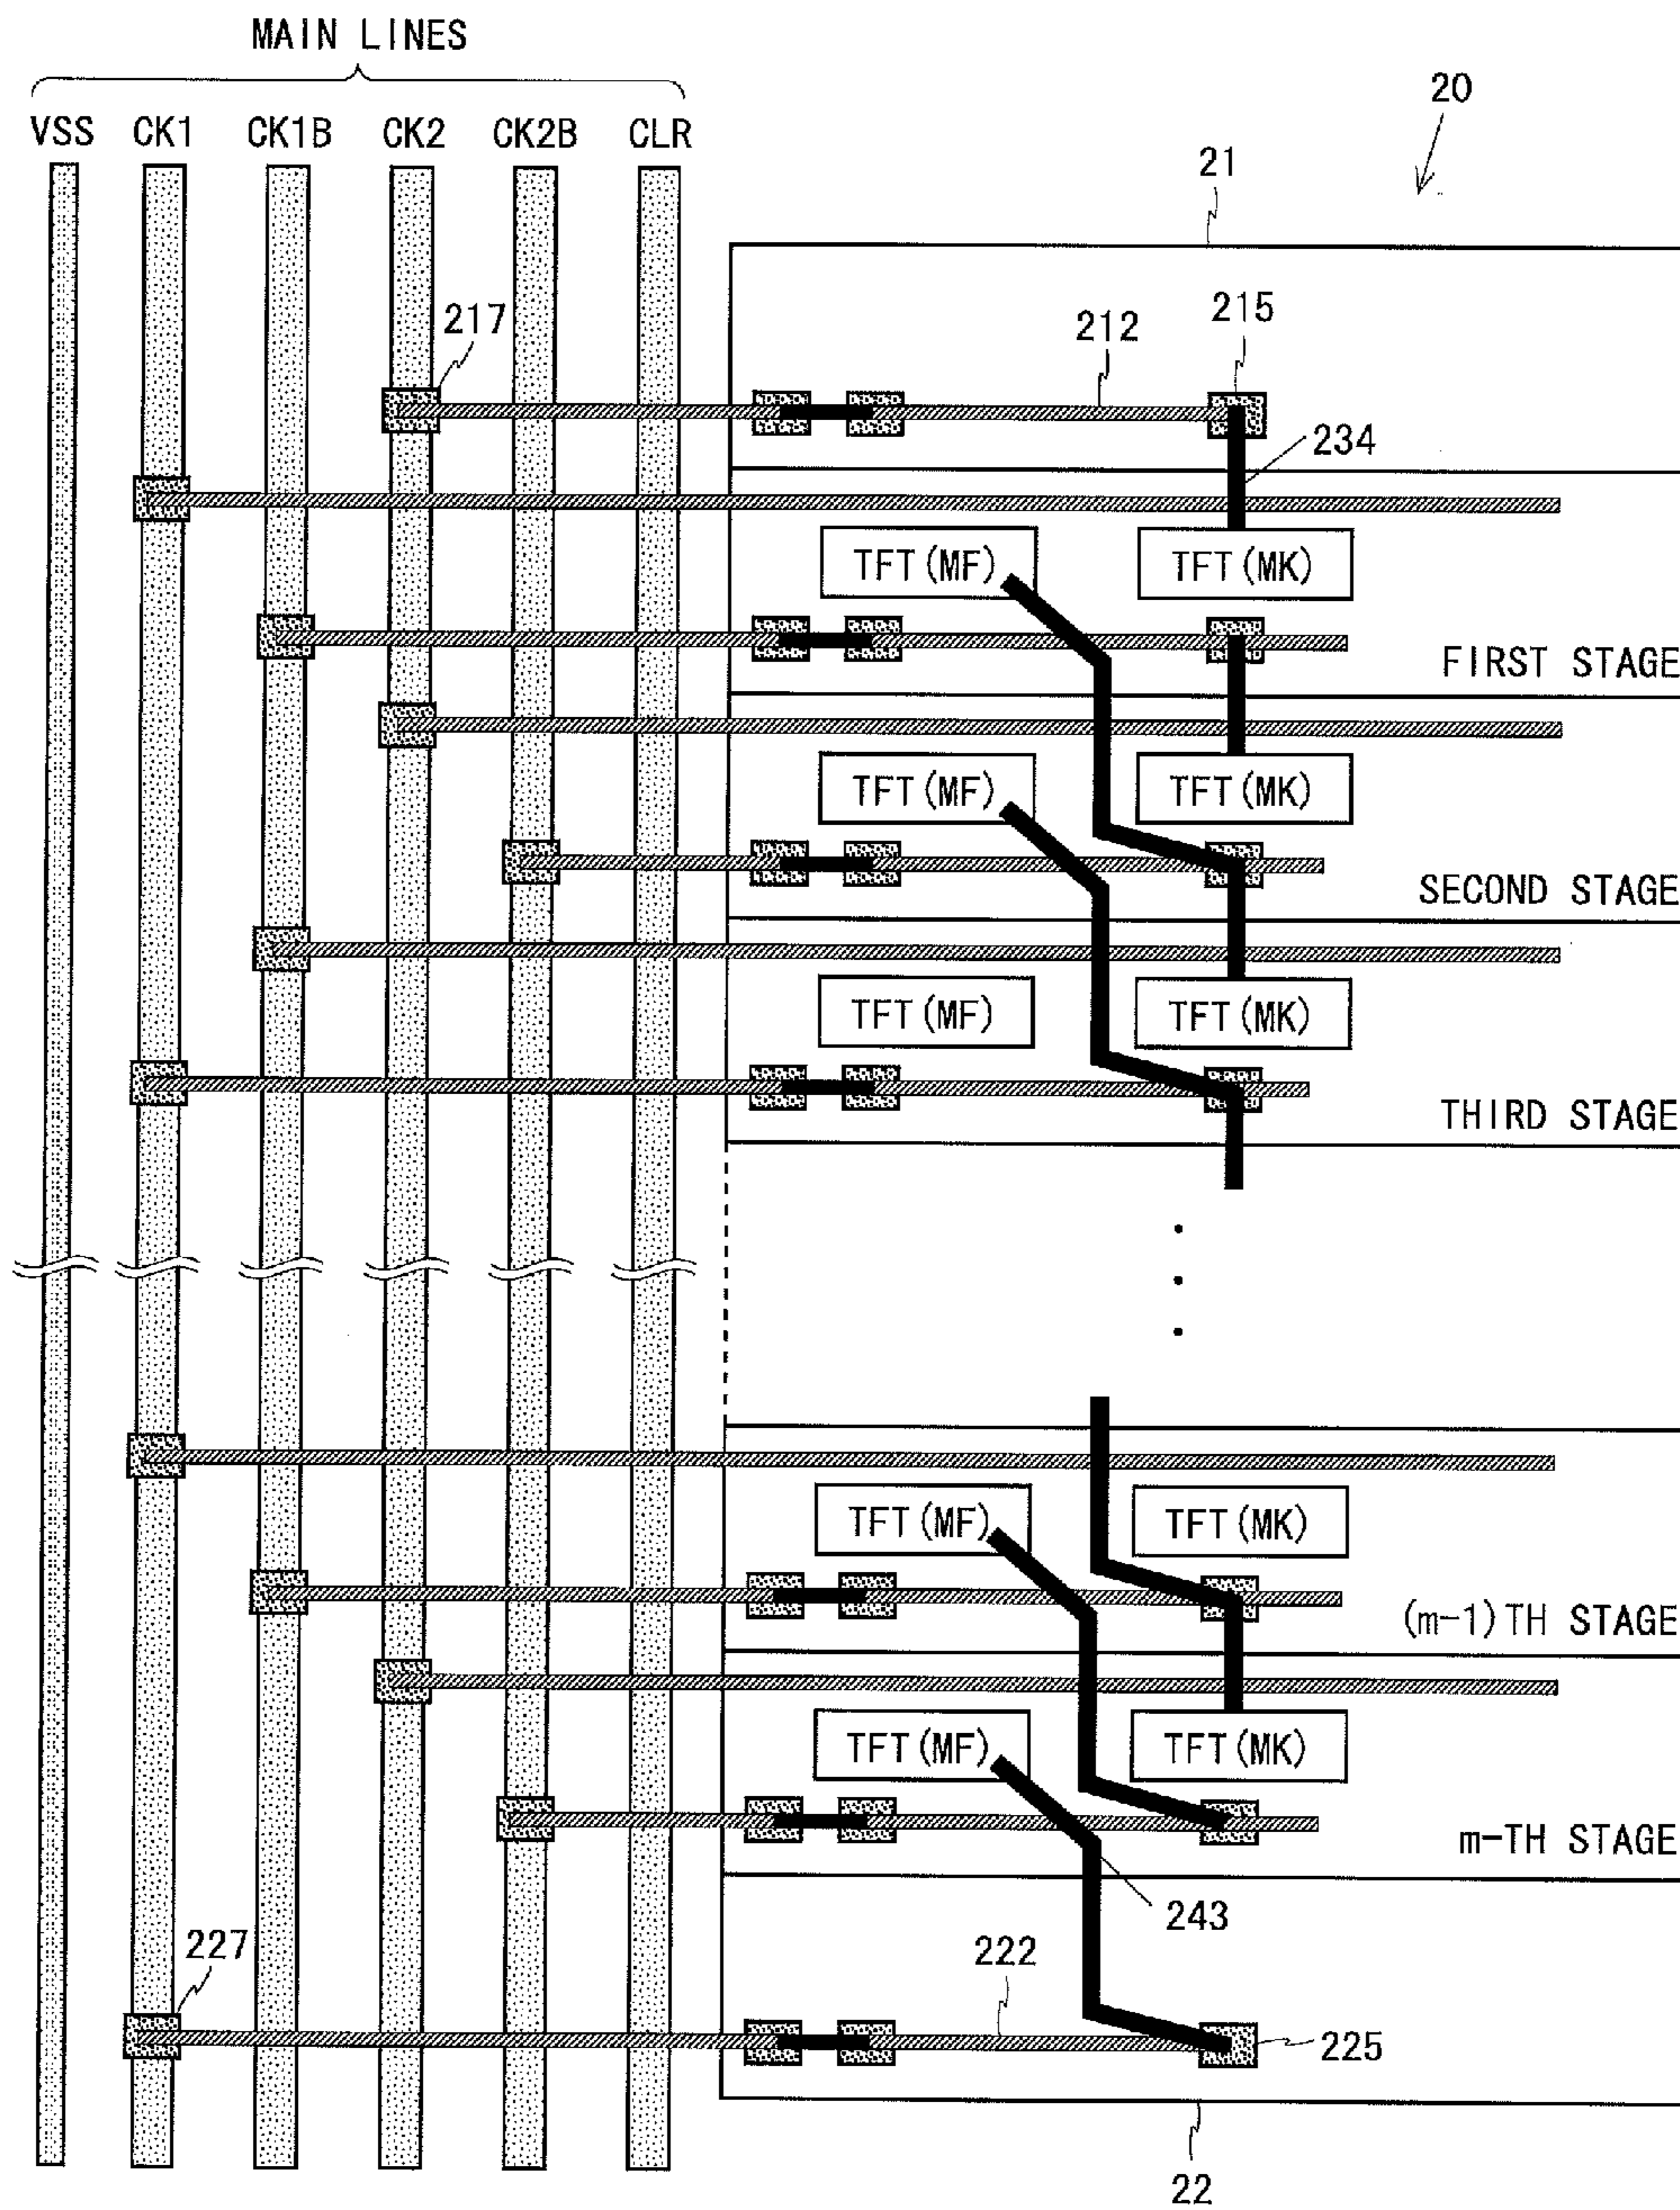 MAIN LINES
VSS CK1 CK1B CK2 CK2B CLR
20
21
217
212
215
234
TFT(MF) TFT(MK)
FIRST STAGE
TFT(MF) TFT(MK)
SECOND STAGE
TFT(MF) TFT(MK)
THIRD STAGE
TFT(MF) TFT(MK)
(m-1)TH STAGE
TFT(MF) TFT(MK)
m-TH STAGE
243
227
222
225
22